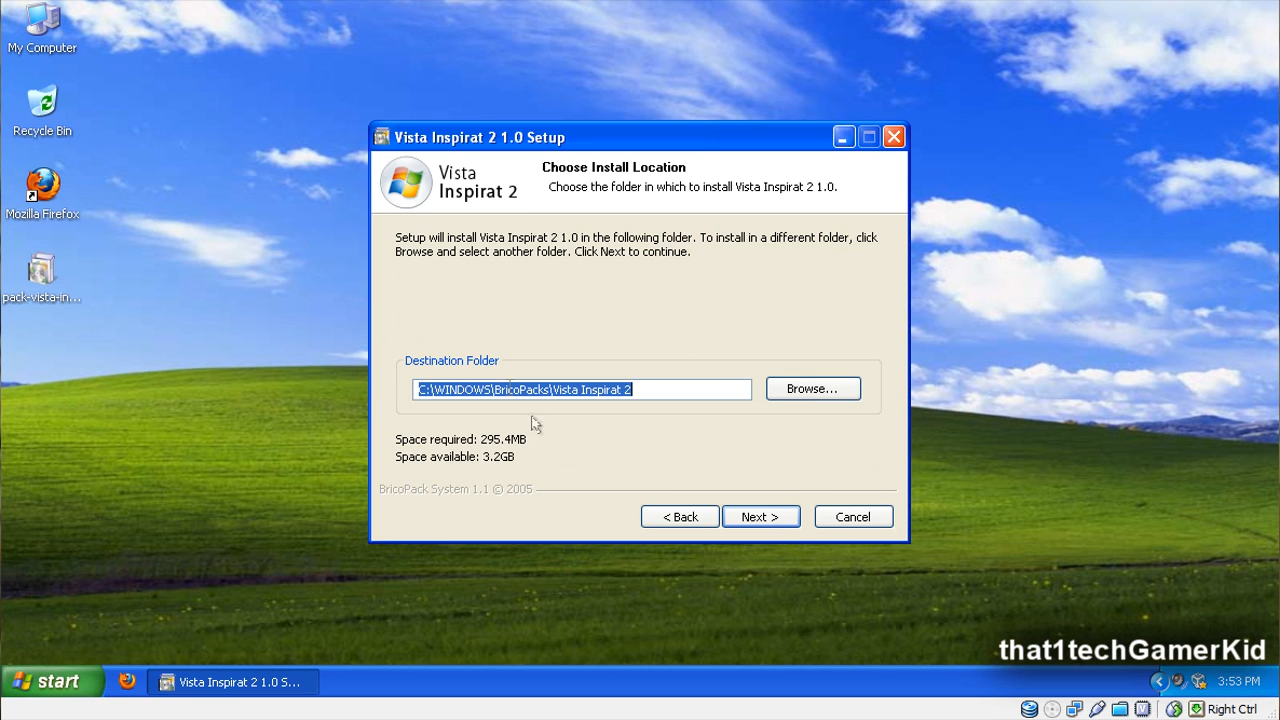 My Computer
Recycle Bin
Mozilla Firefox
pack-vista-in...
Vista Inspirat 2 1.0 Setup
Vista
Inspirat 2
Choose Install Location
Choose the folder in which to install Vista Inspirat 2 1.0.
Setup will install Vista Inspirat 2 1.0 in the following folder. To install in a different folder, click
Browse and select another folder. Click Next to continue.
Destination Folder
C:\WINDOWS\BricoPacks\Vista Inspirat 2
Browse...
Space required: 295.4MB
Space available: 3.2GB
BricoPack System 1.1 © 2005
< Back
Next >
Cancel
that1techGamerKid
start
Vista Inspirat 2 1.0 S...
3:53 PM
Right Ctrl